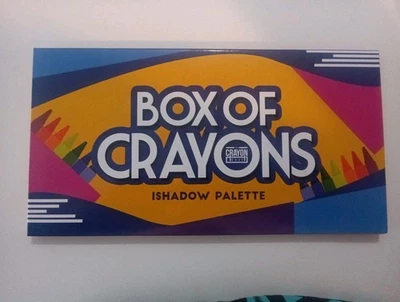 BOX OF
CRAYONS
CRAYON
ISHADOW PALETTE